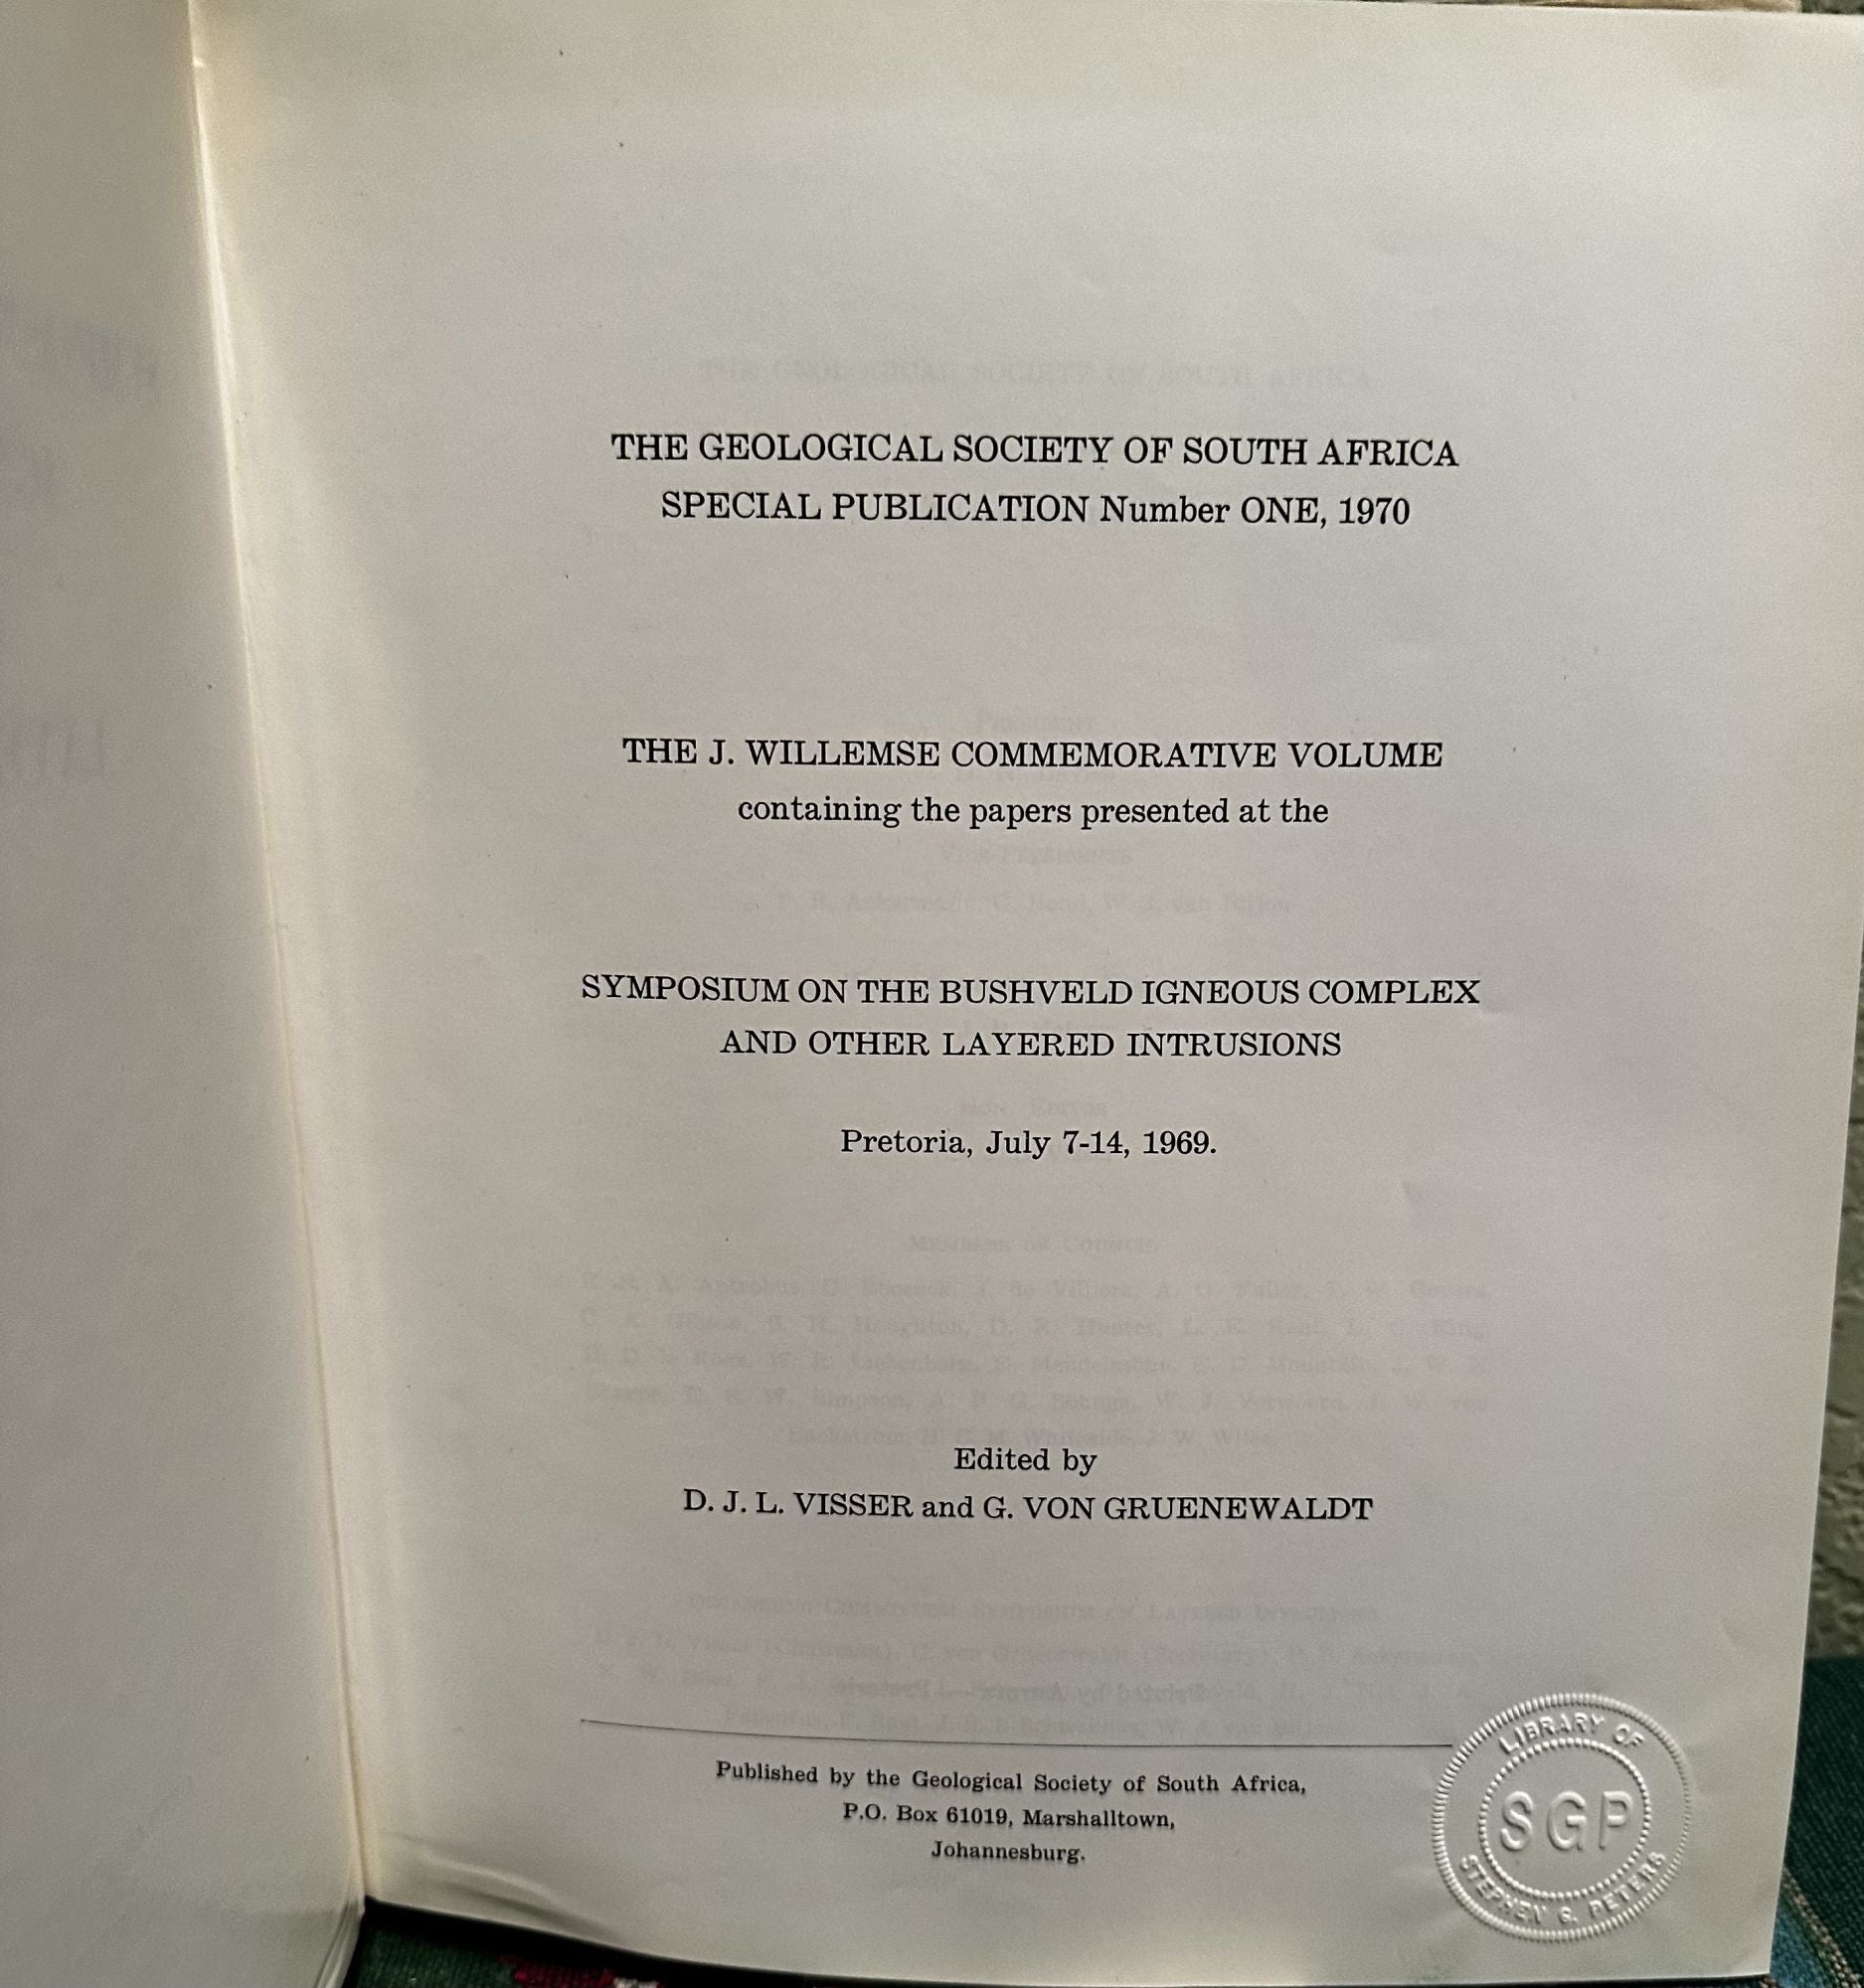 THE GEOLOGICAL SOCIETY OF SOUTH AFRICA
SPECIAL PUBLICATION Number ONE, 1970
THE J. WILLEMSE COMMEMORATIVE VOLUME
containing the papers presented at the
SYMPOSIUM ON THE BUSHVELD IGNEOUS COMPLEX
AND OTHER LAYERED INTRUSIONS
Pretoria, July 7-14, 1969.
Edited by
D. J. L. VISSER and G. VON GRUENEWALDT
Published by the Geological Society of South Africa,
P.O. Box 61019, Marshalltown,
Johannesburg.
LIBRARY OF
SGP
STEPHEN G. PETERS